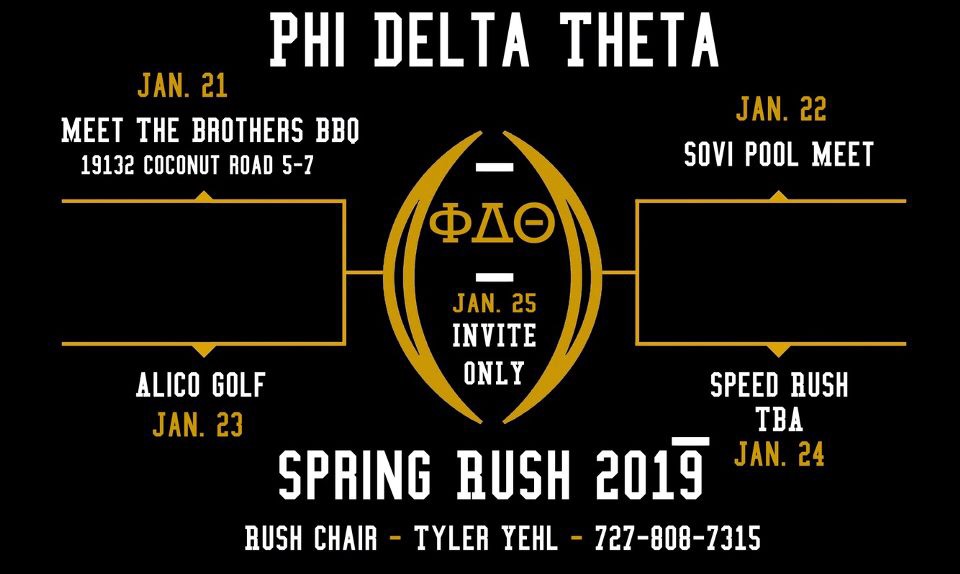 PHI DELTA THETA
JAN. 21
MEET THE BROTHERS BBQ
19132 COCONUT ROAD 5-7
JAN. 22
SOVI POOL MEET
ΦΔΘ
JAN. 25
INVITE
ONLY
ALICO GOLF
JAN. 23
SPEED RUSH
TBA
JAN. 24
SPRING RUSH 2019
RUSH CHAIR - TYLER YEHL - 727-808-7315